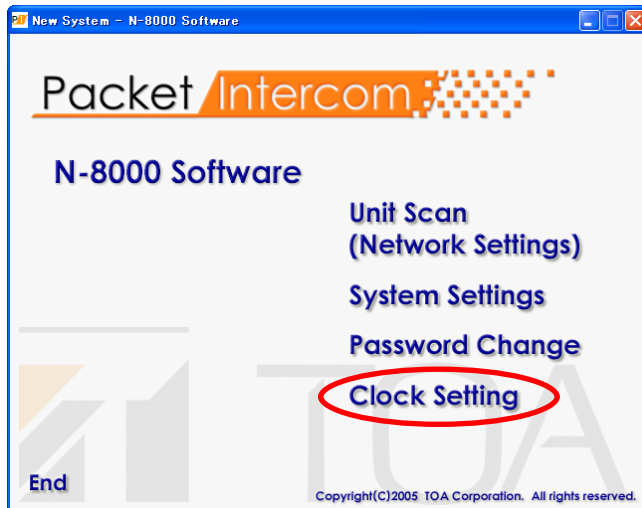 New System - N-8000 Software
Packet Intercom
N-8000 Software
Unit Scan
(Network Settings)
System Settings
Password Change
Clock Setting
TOA
End
Copyright(C)2005 TOA Corporation. All rights reserved.